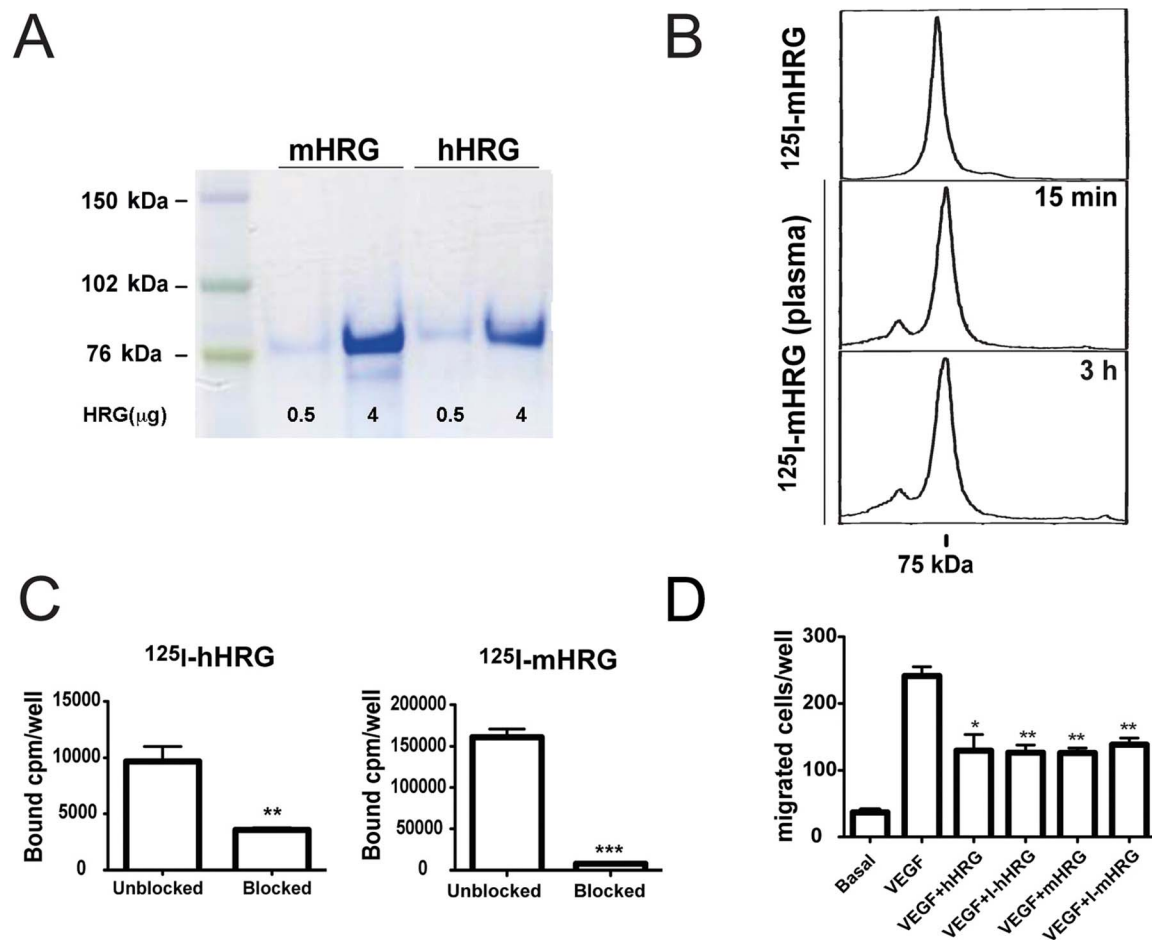 A
mHRG hHRG
150 kDa –
102 kDa –
76 kDa –
HRG(μg) 0.5 4 0.5 4
B
125I-mHRG
125I-mHRG (plasma)
15 min
3 h
75 kDa
C
125I-hHRG
Bound cpm/well
15000
10000
5000
0
**
Unblocked Blocked
125I-mHRG
Bound cpm/well
200000
150000
100000
50000
0
***
Unblocked Blocked
D
migrated cells/well
300
200
100
0
* ** ** **
Basal
VEGF
VEGF+hHRG
VEGF+I-hHRG
VEGF+mHRG
VEGF+I-mHRG